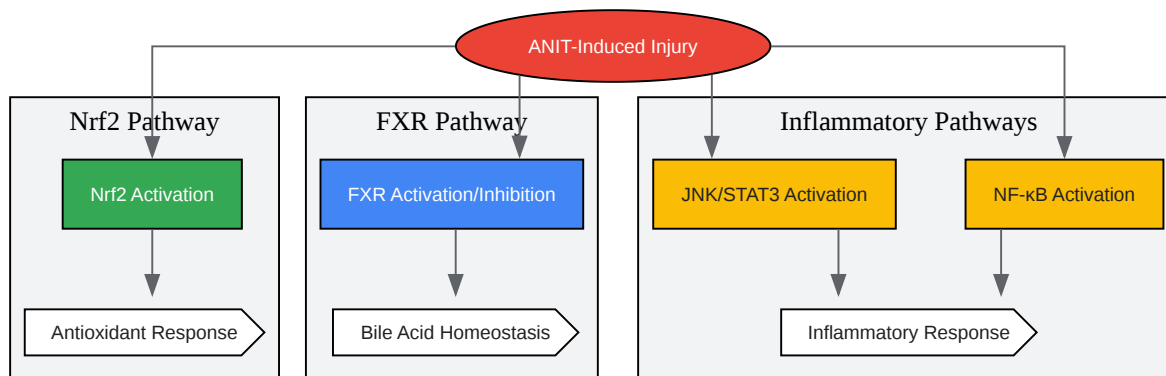 ANIT-Induced Injury
Nrf2 Pathway
FXR Pathway
Inflammatory Pathways
Nrf2 Activation
FXR Activation/Inhibition
JNK/STAT3 Activation
NF-κB Activation
Antioxidant Response
Bile Acid Homeostasis
Inflammatory Response